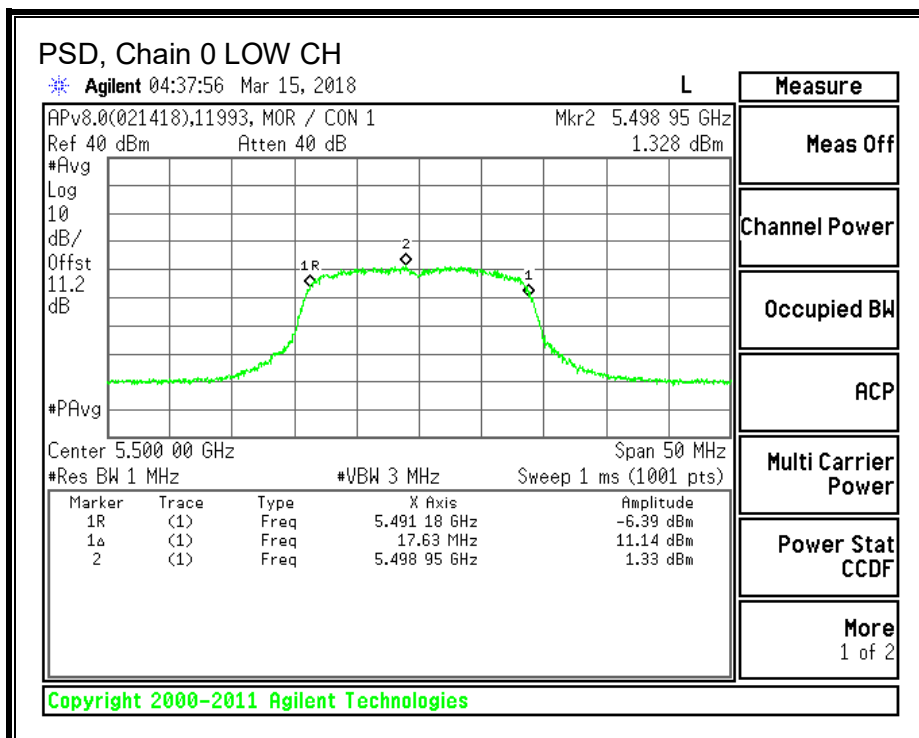 PSD, Chain 0 LOW CH
Agilent 04:37:56 Mar 15, 2018 L
APv8.0(021418),11993, MOR / CON 1 Mkr2 5.498 95 GHz
Ref 40 dBm Atten 40 dB 1.328 dBm
#Avg
Log
10
dB/
Offst
11.2
dB
#PAvg
1R
2
1
Center 5.500 00 GHz Span 50 MHz
#Res BW 1 MHz #VBW 3 MHz Sweep 1 ms (1001 pts)
Marker Trace Type X Axis Amplitude
1R (1) Freq 5.491 18 GHz -6.39 dBm
1Δ (1) Freq 17.63 MHz 11.14 dBm
2 (1) Freq 5.498 95 GHz 1.33 dBm
Measure
Meas Off
Channel Power
Occupied BW
ACP
Multi Carrier
Power
Power Stat
CCDF
More
1 of 2
Copyright 2000-2011 Agilent Technologies